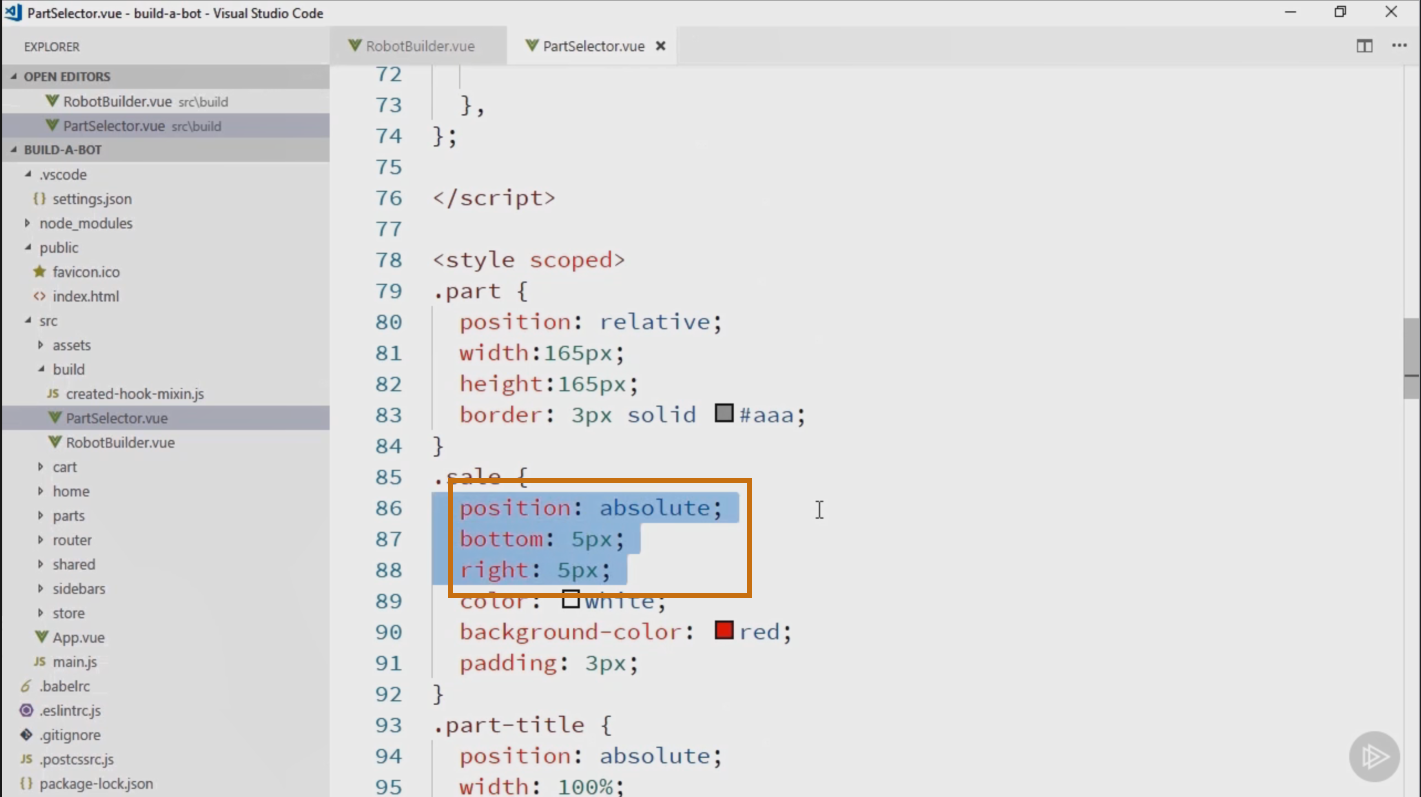 PartSelector.vue - build-a-bot - Visual Studio Code
EXPLORER
OPEN EDITORS
RobotBuilder.vue src\build
PartSelector.vue src\build
BUILD-A-BOT
.vscode
{} settings.json
node_modules
public
favicon.ico
<> index.html
src
assets
build
JS created-hook-mixin.js
PartSelector.vue
RobotBuilder.vue
cart
home
parts
router
shared
sidebars
store
App.vue
JS main.js
6 .babelrc
.eslintrc.js
.gitignore
JS .postcssrc.js
{} package-lock.json
RobotBuilder.vue PartSelector.vue ×
72
73 },
74 };
75
76 </script>
77
78 <style scoped>
79 .part {
80 position: relative;
81 width:165px;
82 height:165px;
83 border: 3px solid #aaa;
84 }
85 .sale {
86 position: absolute;
87 bottom: 5px;
88 right: 5px;
89 color: white;
90 background-color: red;
91 padding: 3px;
92 }
93 .part-title {
94 position: absolute;
95 width: 100%;